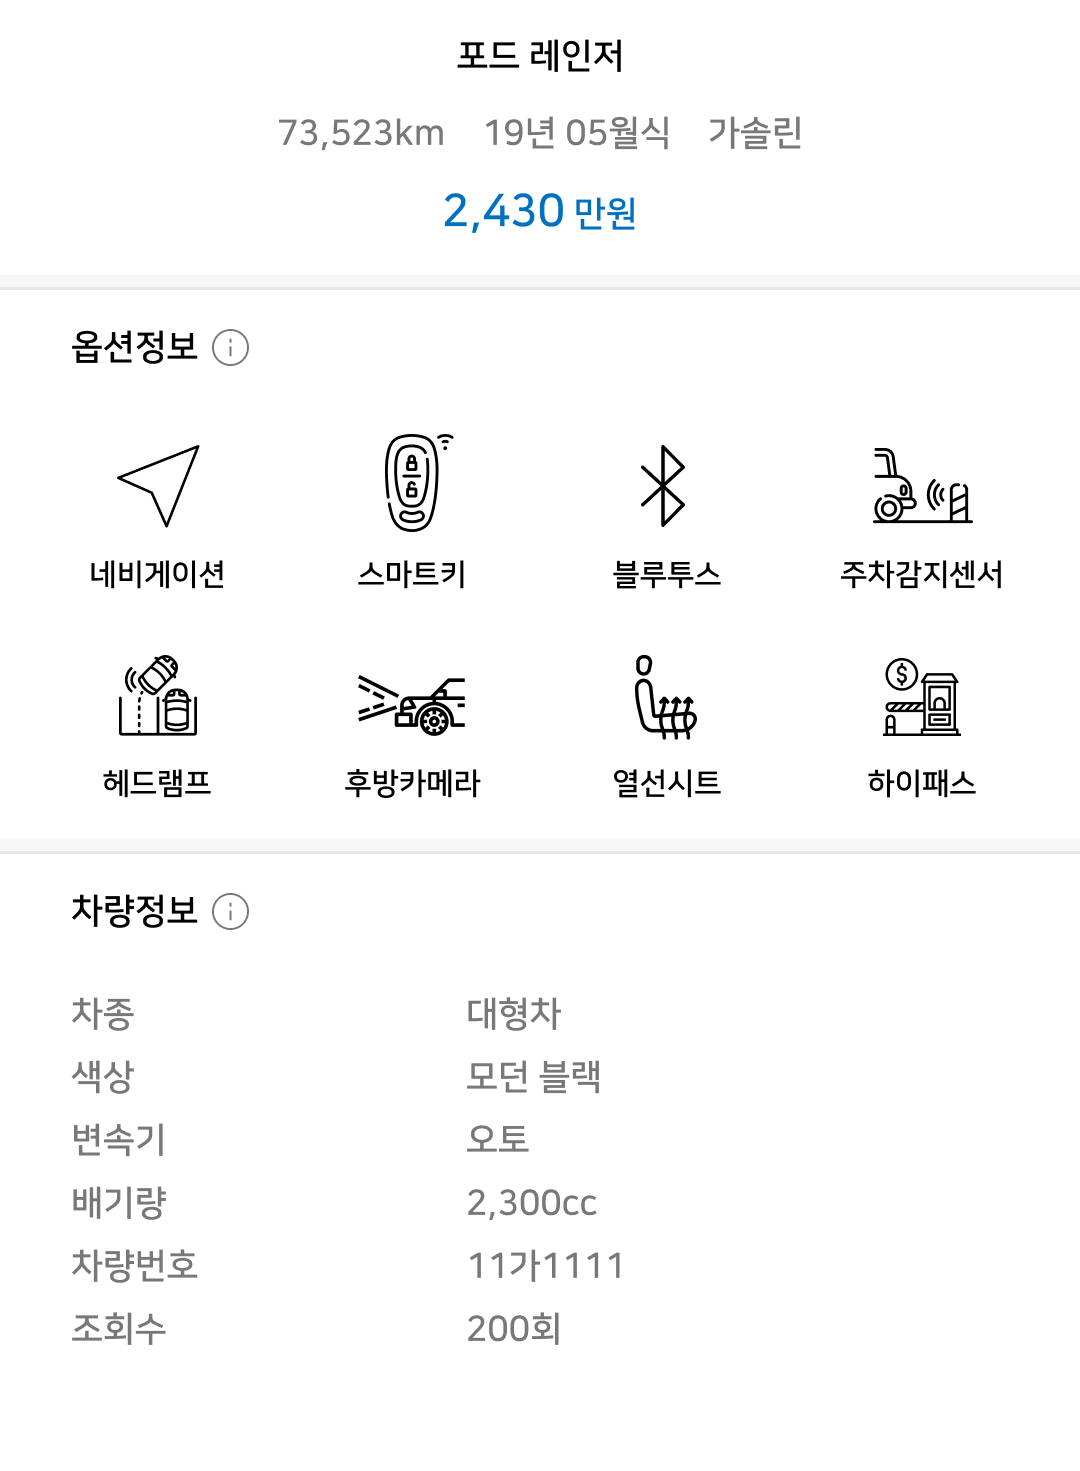 포드 레인저
73,523km 19년 05월식 가솔린
2,430 만원
옵션정보
네비게이션 스마트키 블루투스 주차감지센서
헤드램프 후방카메라 열선시트 하이패스
차량정보
차종 대형차
색상 모던 블랙
변속기 오토
배기량 2,300cc
차량번호 11가1111
조회수 200회